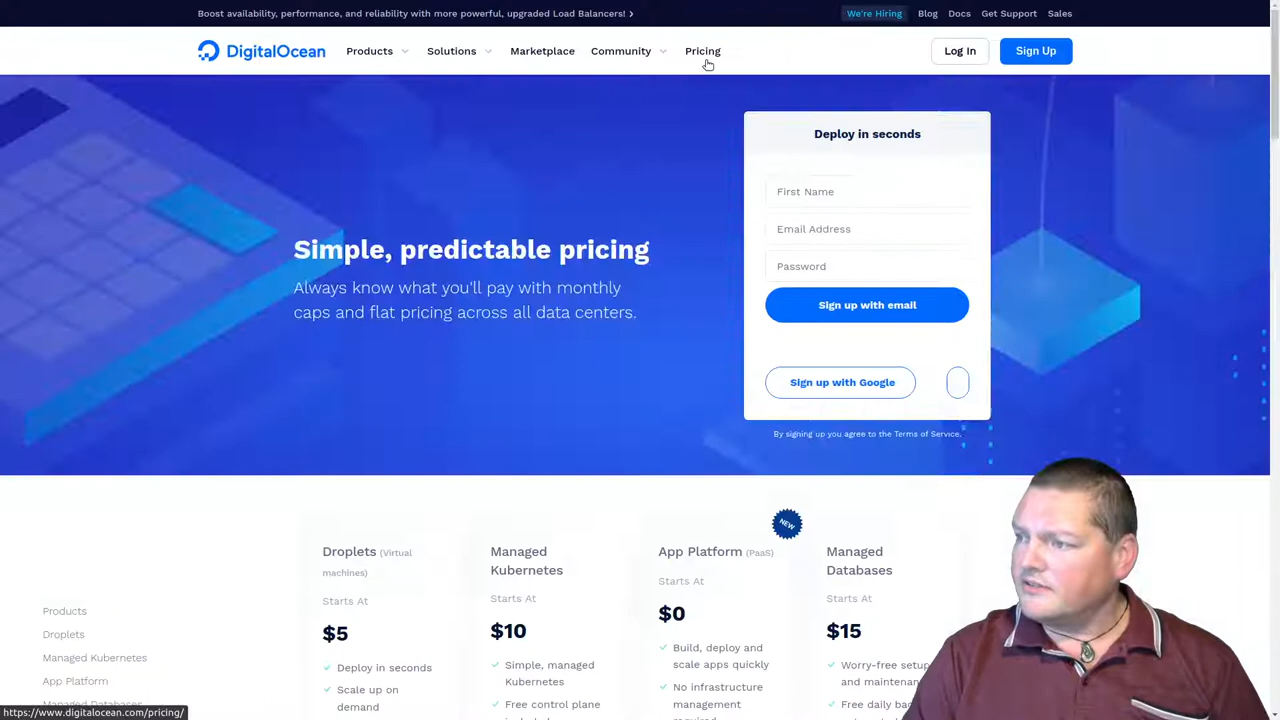 Boost availability, performance, and reliability with more powerful, upgraded Load Balancers! ›
We're Hiring Blog Docs Get Support Sales
DigitalOcean Products Solutions Marketplace Community Pricing Log In Sign Up
Deploy in seconds
First Name
Email Address
Password
Sign up with email
Sign up with Google
By signing up you agree to the Terms of Service.
Simple, predictable pricing
Always know what you'll pay with monthly
caps and flat pricing across all data centers.
Products
Droplets
Managed Kubernetes
App Platform
Managed Databases
Droplets (Virtual
machines)
Starts At
$5
Deploy in seconds
Scale up on
demand
Managed
Kubernetes
Starts At
$10
Simple, managed
Kubernetes
Free control plane
NEW
App Platform (PaaS)
Starts At
$0
Build, deploy and
scale apps quickly
No infrastructure
management
required
Managed
Databases
Starts At
$15
Worry-free setup
and maintenan
Free daily
https://www.digitalocean.com/pricing/